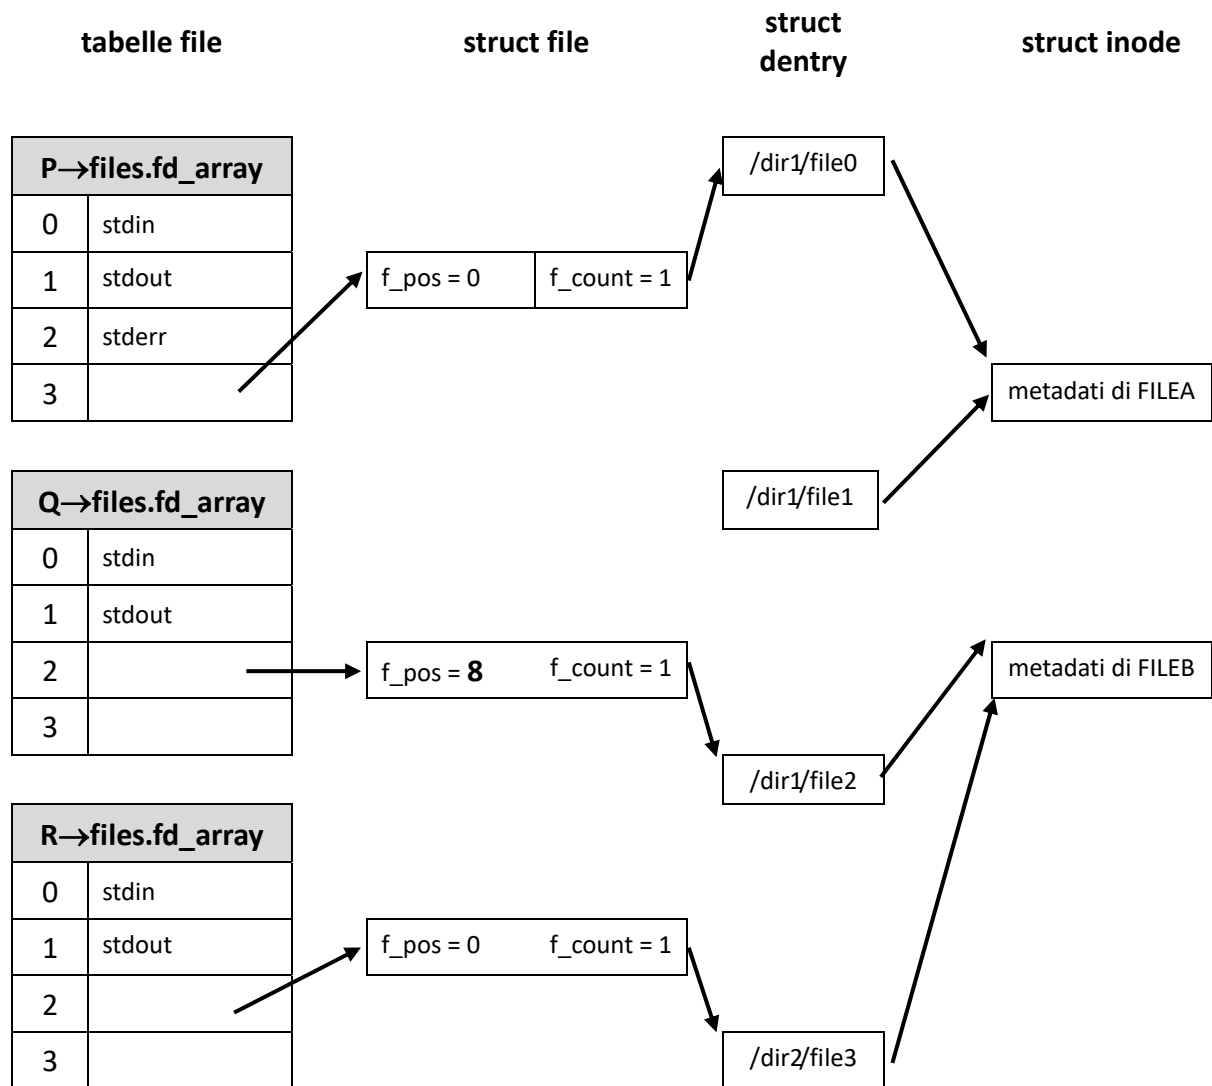 tabelle file
struct file
struct
dentry
struct inode
P→files.fd_array
0 stdin
1 stdout
2 stderr
3
f_pos = 0 f_count = 1
/dir1/file0
metadati di FILEA
/dir1/file1
Q→files.fd_array
0 stdin
1 stdout
2
3
f_pos = 8 f_count = 1
/dir1/file2
metadati di FILEB
R→files.fd_array
0 stdin
1 stdout
2
3
f_pos = 0 f_count = 1
/dir2/file3